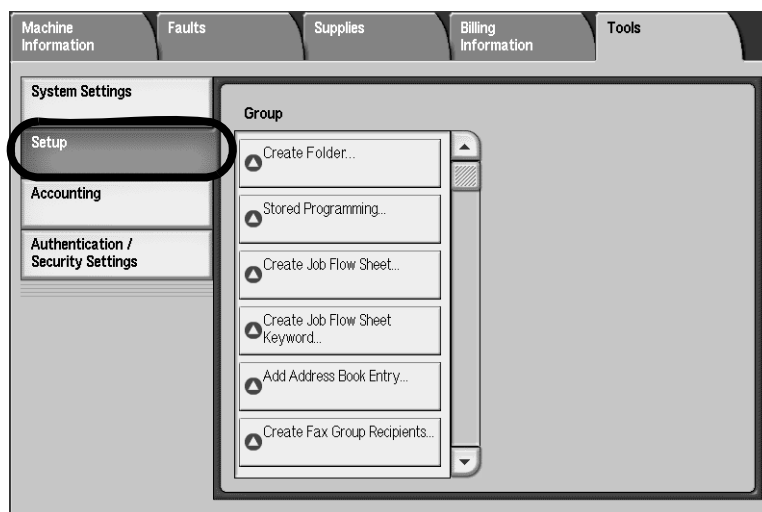 Machine
Information
Faults
Supplies
Billing
Information
Tools
System Settings
Setup
Accounting
Authentication /
Security Settings
Group
Create Folder...
Stored Programming...
Create Job Flow Sheet...
Create Job Flow Sheet
Keyword...
Add Address Book Entry...
Create Fax Group Recipients...